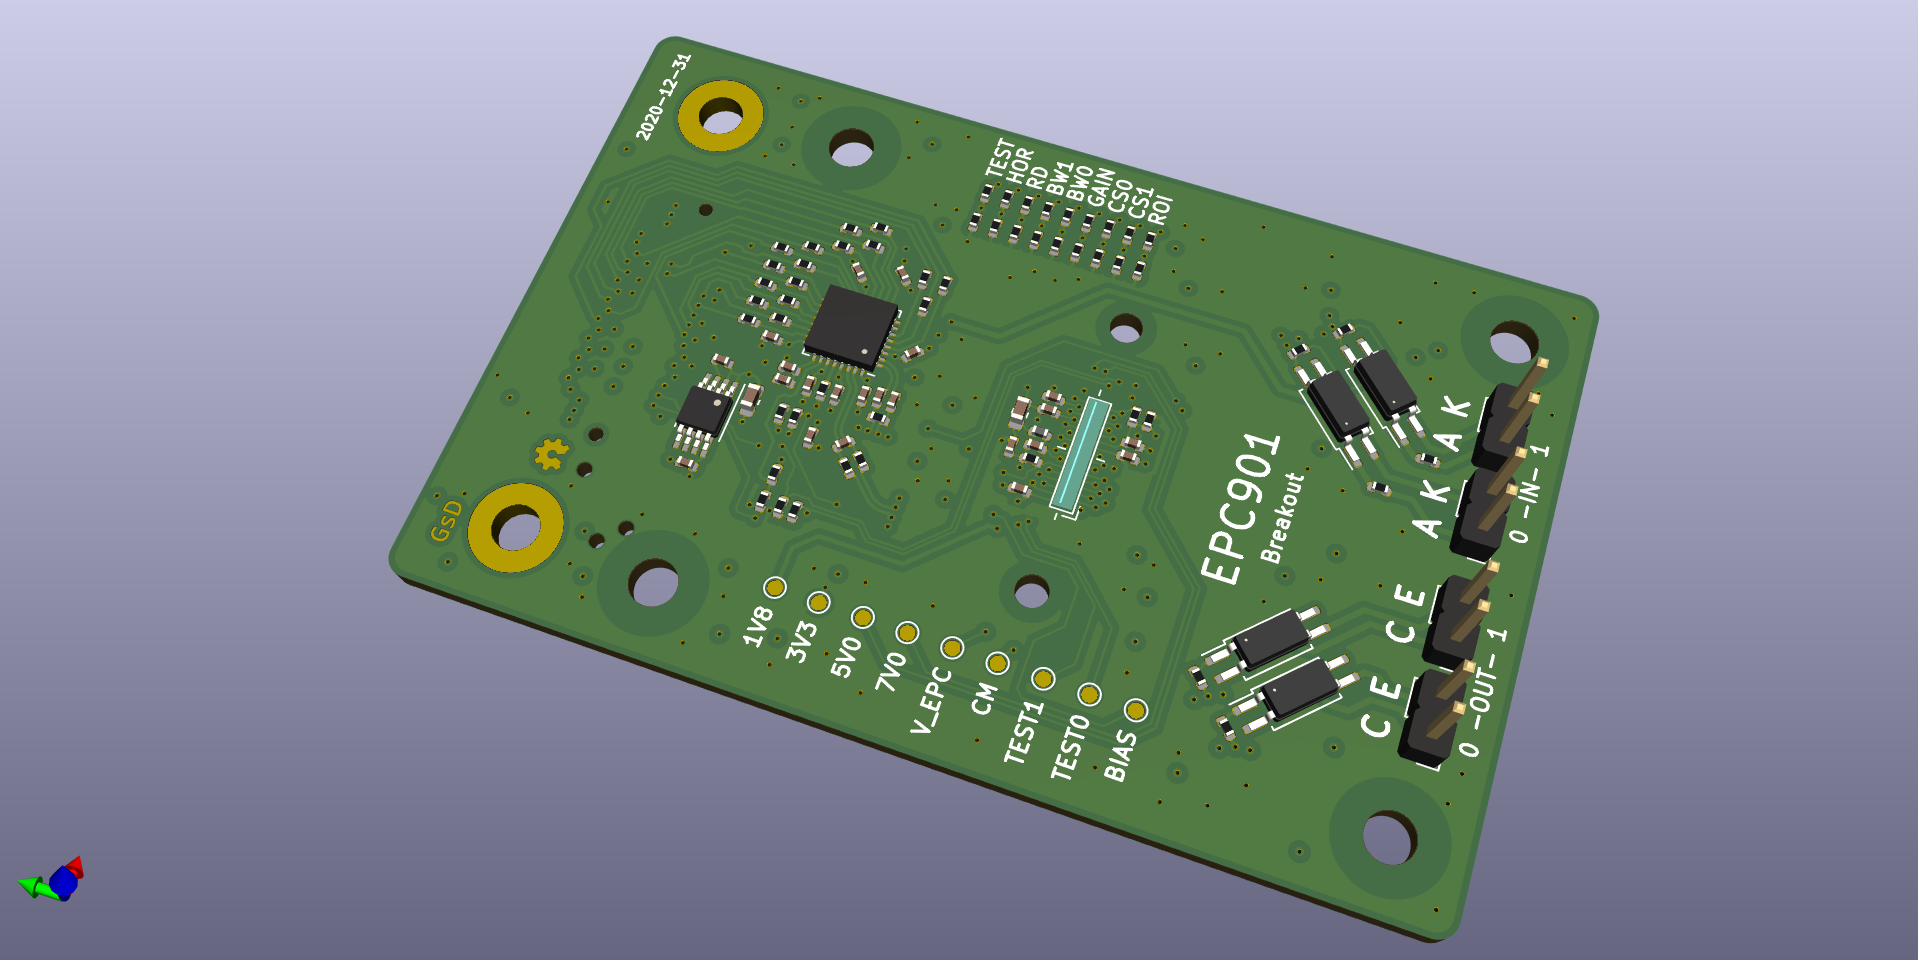 2020-12-31
TEST
HOR
RD
BW1
BW0
GAIN
CS0
CS1
ROI
A K
A K
0 -IN- 1
EPC901
Breakout
GsD
C E
C E
0 -OUT- 1
1V8
3V3
5V0
7V0
V_EPC
CM
TEST1
TEST0
BIAS